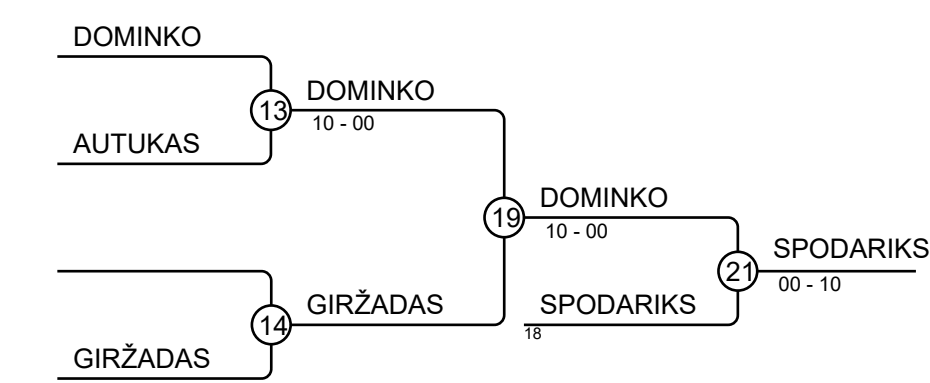 DOMINKO
13
DOMINKO
10 - 00
AUTUKAS
19
DOMINKO
10 - 00
21
SPODARIKS
00 - 10
14
GIRŽADAS
SPODARIKS
18
GIRŽADAS